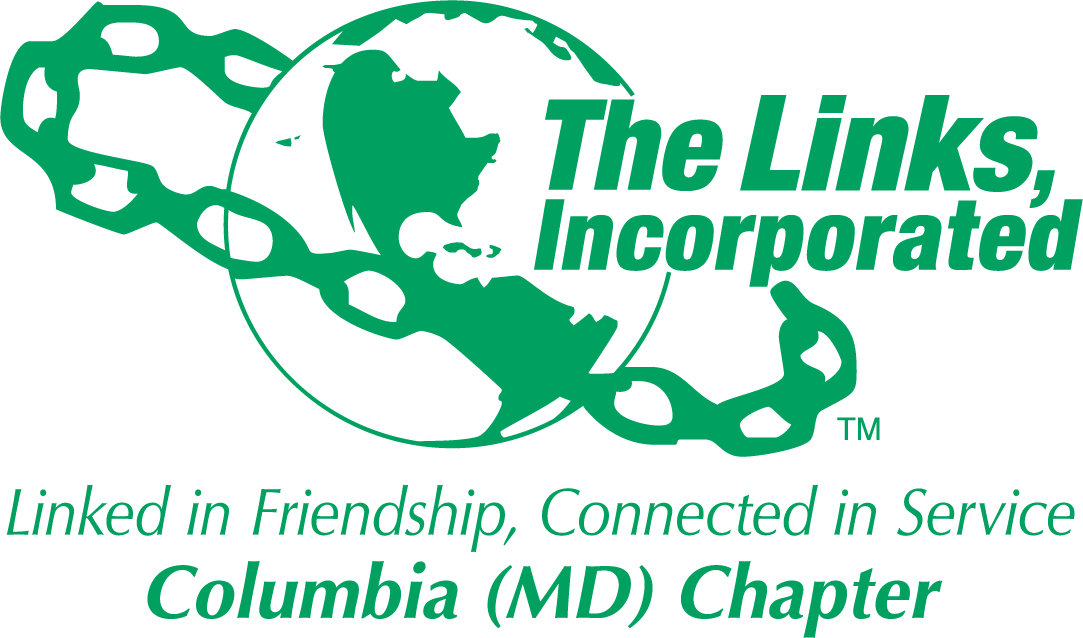 The Links,
Incorporated
TM
Linked in Friendship, Connected in Service
Columbia (MD) Chapter